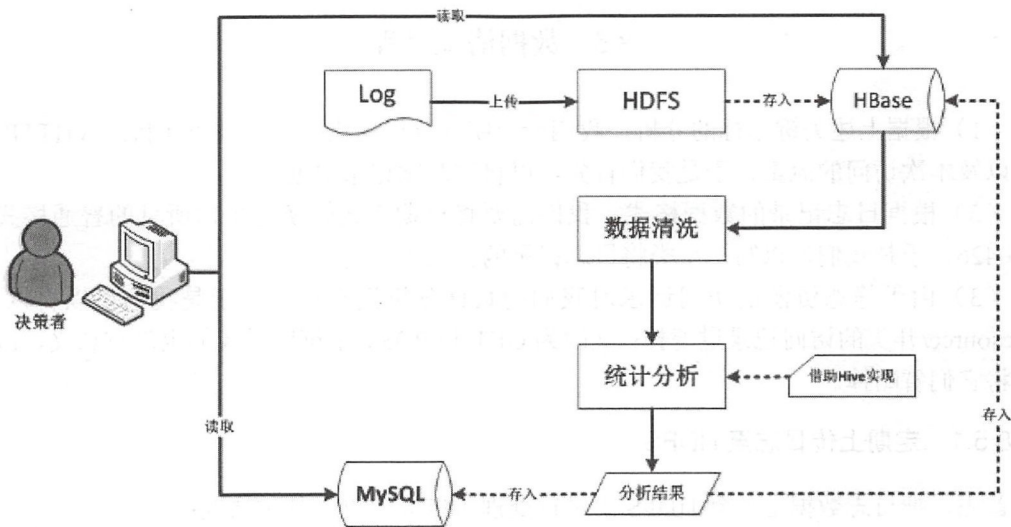 读取
Log
上传
HDFS
存入
HBase
数据清洗
决策者
统计分析
借助Hive实现
读取
存入
MySQL
存入
分析结果